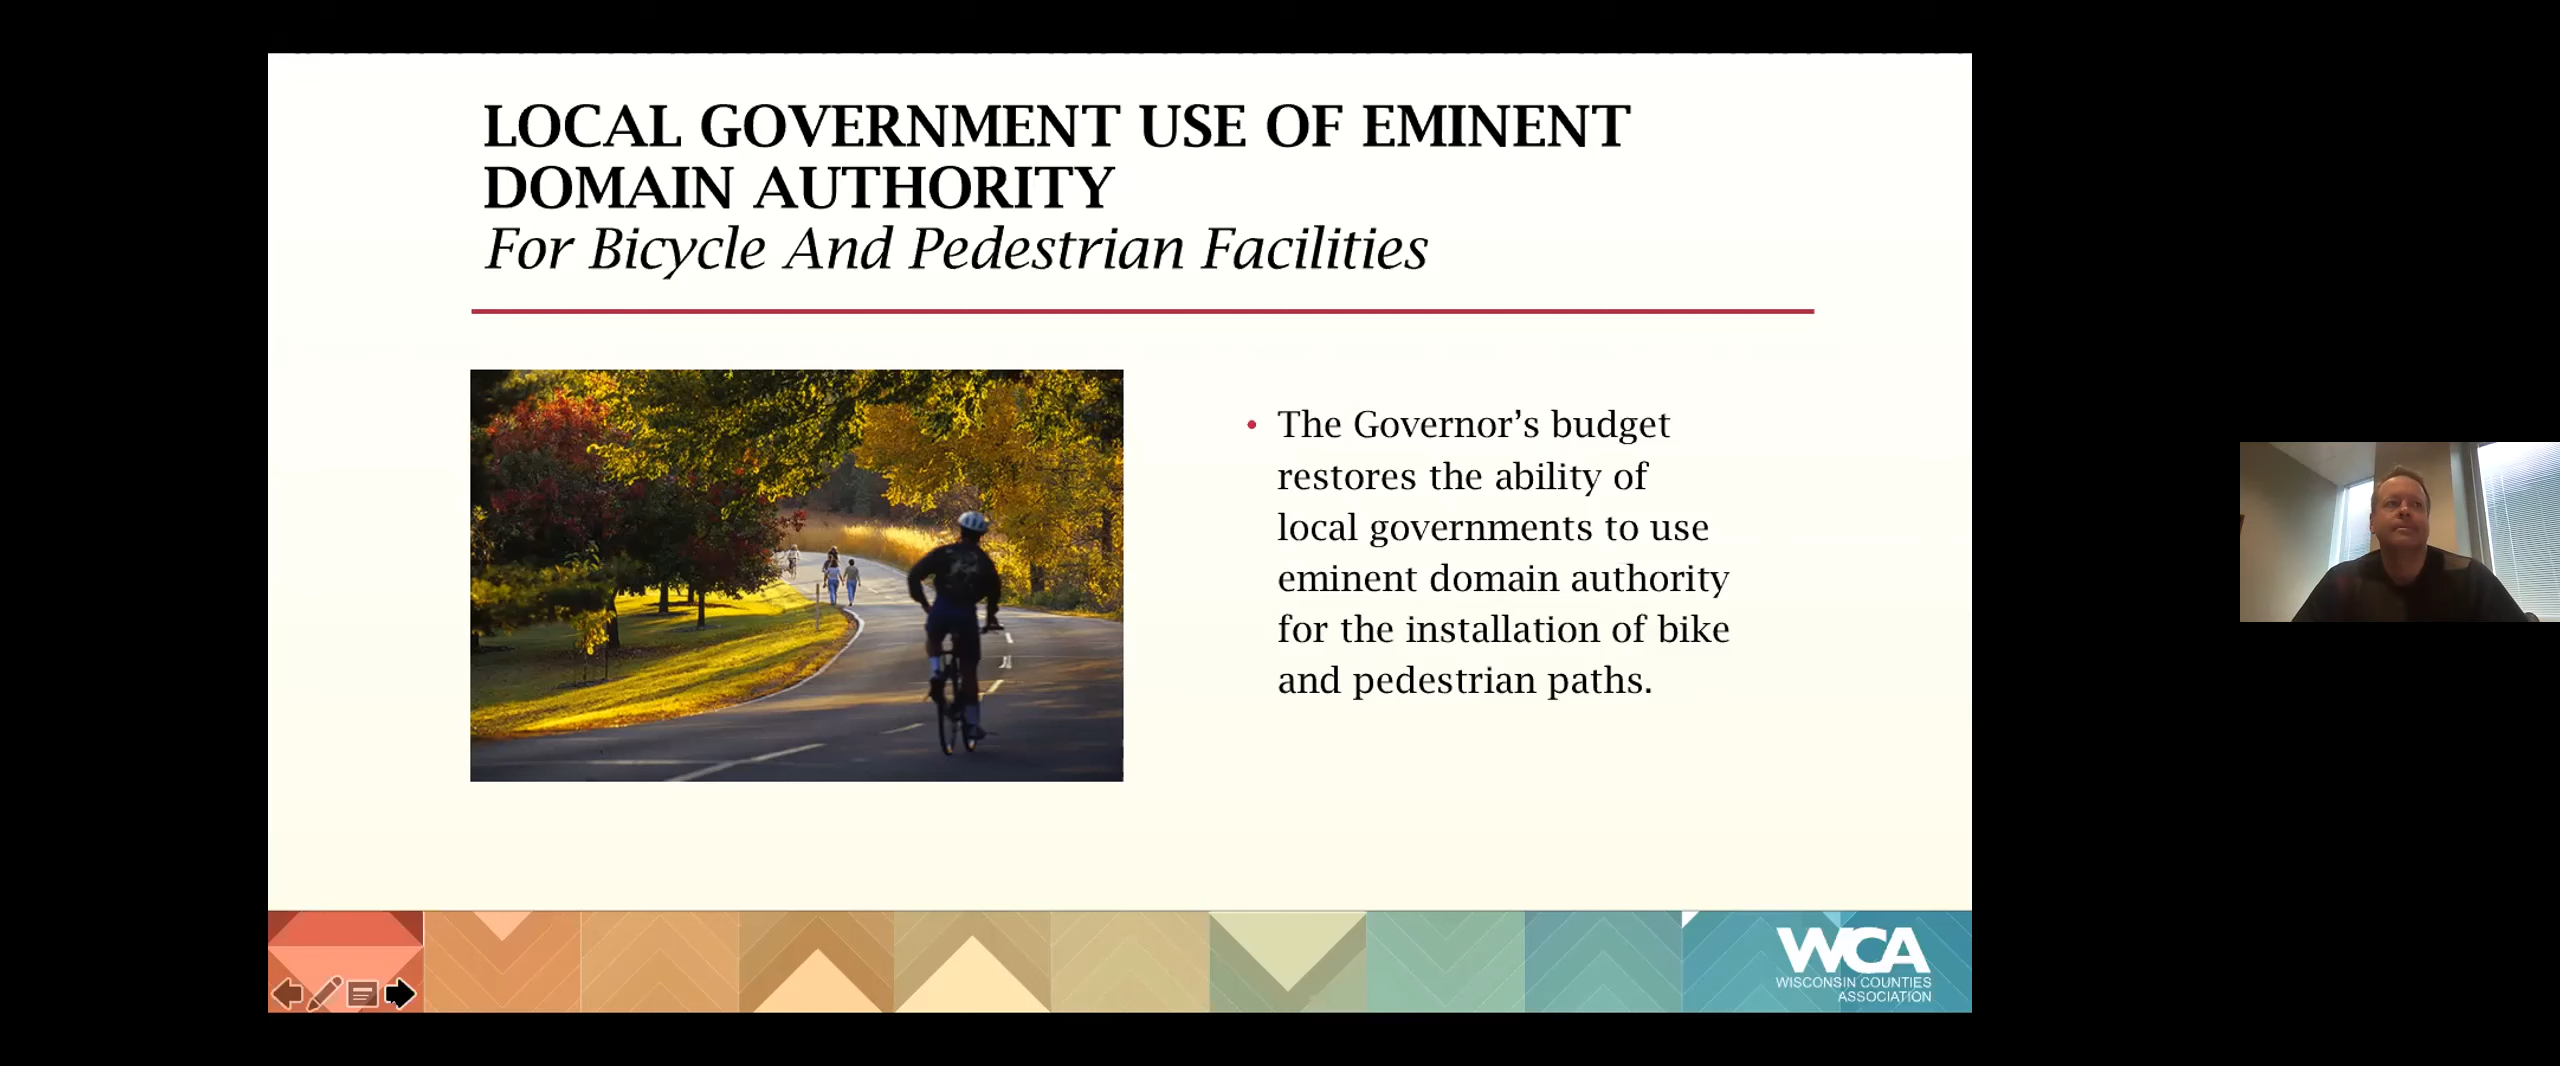 LOCAL GOVERNMENT USE OF EMINENT
DOMAIN AUTHORITY
For Bicycle And Pedestrian Facilities
• The Governor’s budget
restores the ability of
local governments to use
eminent domain authority
for the installation of bike
and pedestrian paths.
WCA
WISCONSIN COUNTIES
ASSOCIATION